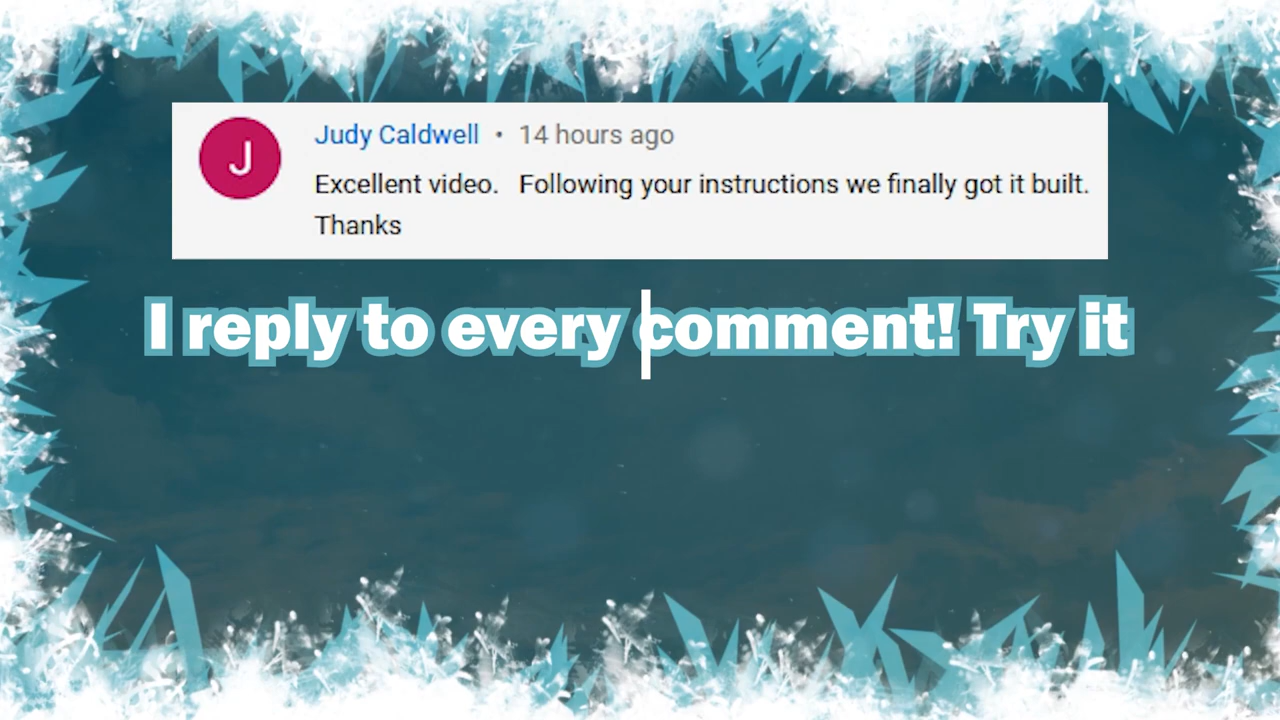 J
Judy Caldwell • 14 hours ago
Excellent video.   Following your instructions we finally got it built.
Thanks
I reply to every comment! Try it